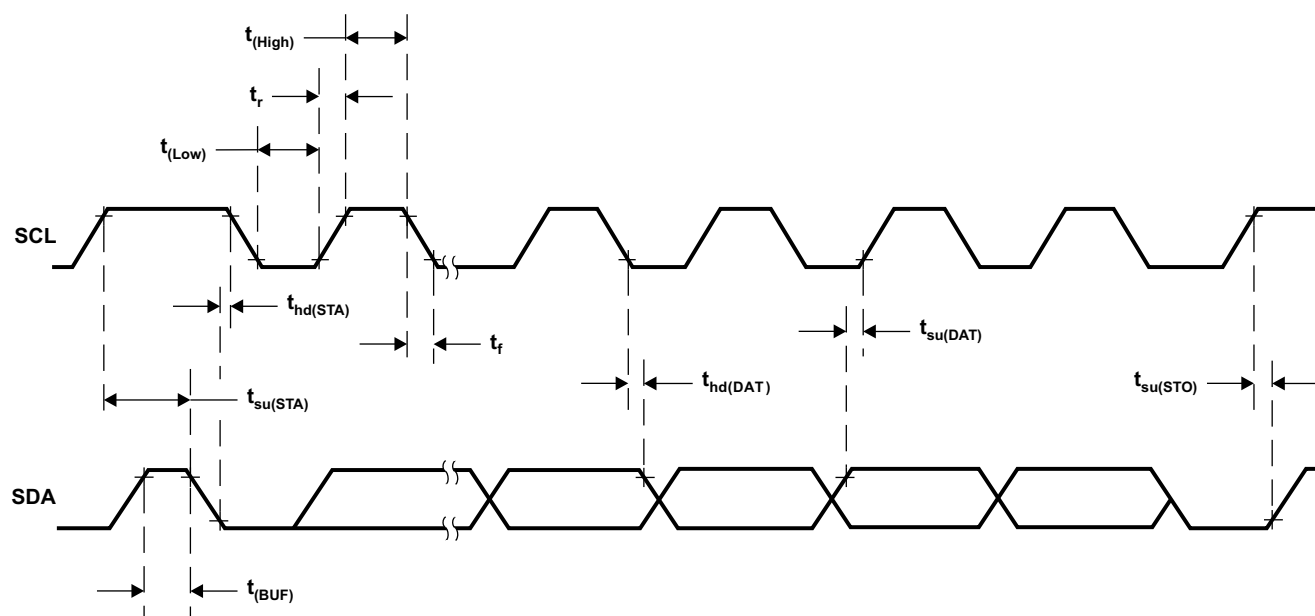 t(High)
tr
t(Low)
SCL
thd(STA)
tf
tsu(DAT)
thd(DAT)
tsu(STO)
tsu(STA)
SDA
t(BUF)